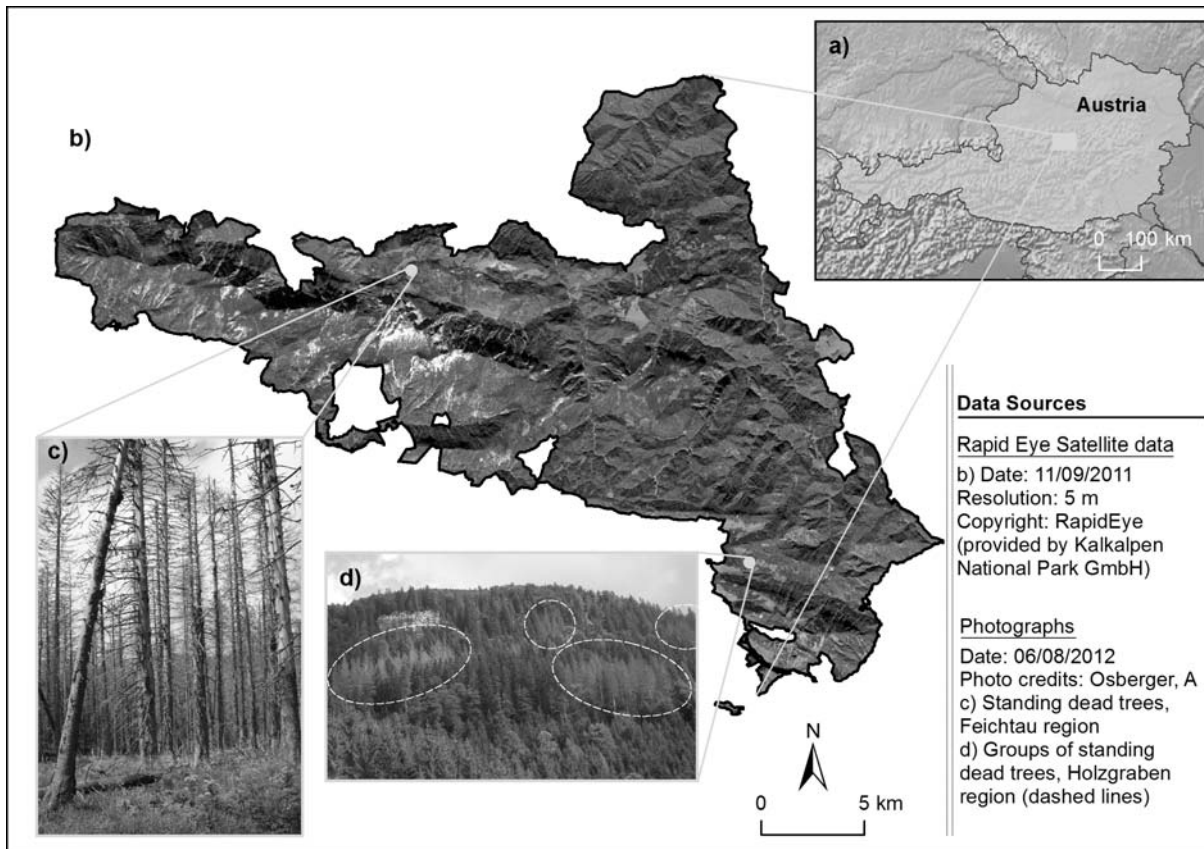 a)
Austria
0 100 km
b)
c)
d)
N
0 5 km
Data Sources
Rapid Eye Satellite data
b) Date: 11/09/2011
Resolution: 5 m
Copyright: RapidEye
(provided by Kalkalpen
National Park GmbH)
Photographs
Date: 06/08/2012
Photo credits: Osberger, A
c) Standing dead trees,
Feichtau region
d) Groups of standing
dead trees, Holzgraben
region (dashed lines)